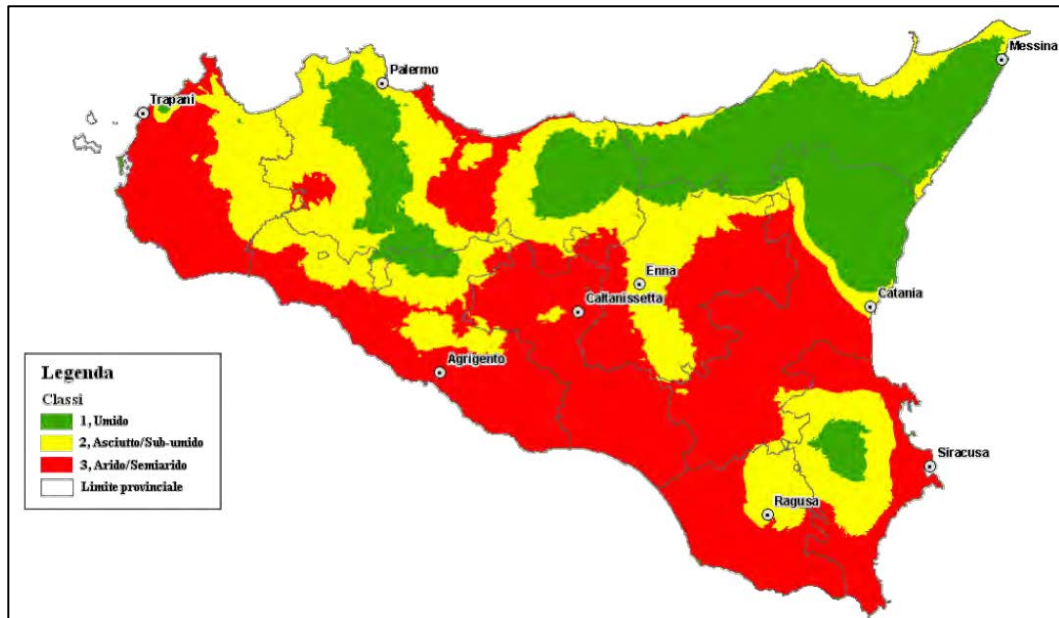 Messina
Palermo
Trapani
Enna
Catania
Caltanissetta
Agrigento
Siracusa
Ragusa
Legenda
Classi
1, Umido
2, Asciutto/Sub-umido
3, Arido/Semiarido
Limite provinciale